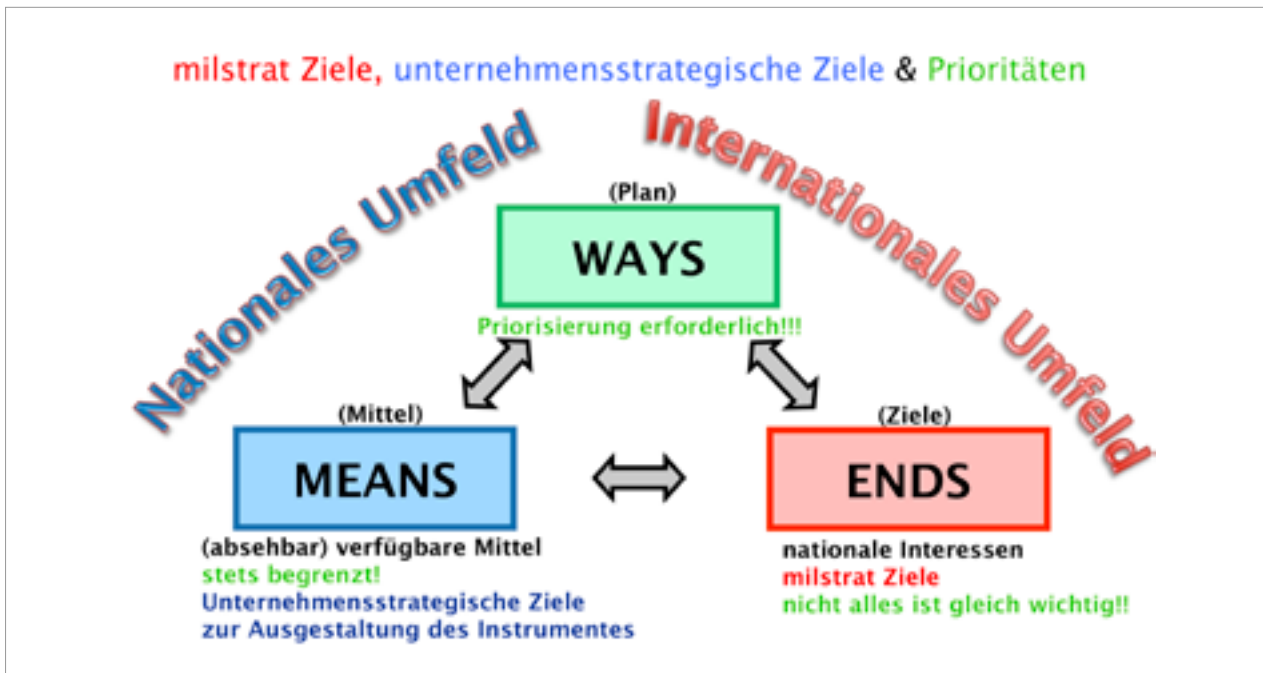 milstrat Ziele, unternehmensstrategische Ziele & Prioritäten
Nationales Umfeld
Internationales Umfeld
(Plan)
WAYS
Priorisierung erforderlich!!!
(Mittel)
MEANS
(absehbar) verfügbare Mittel
stets begrenzt!
Unternehmensstrategische Ziele
zur Ausgestaltung des Instrumentes
(Ziele)
ENDS
nationale Interessen
milstrat Ziele
nicht alles ist gleich wichtig!!